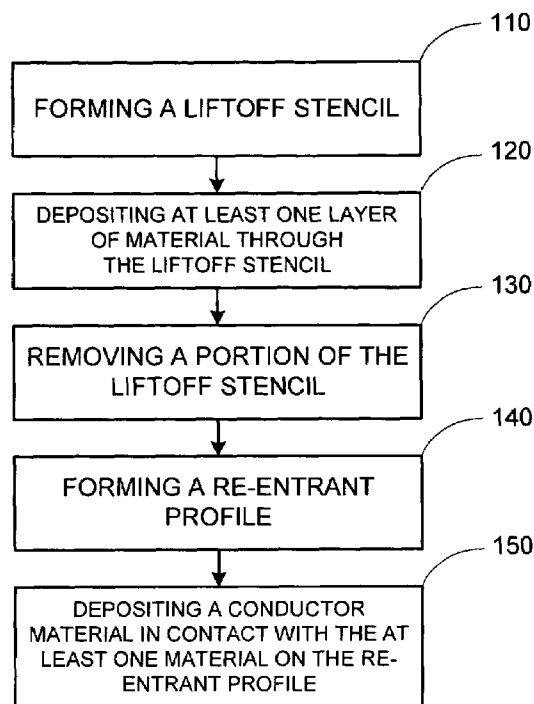 110
FORMING A LIFTOFF STENCIL
120
DEPOSITING AT LEAST ONE LAYER
OF MATERIAL THROUGH
THE LIFTOFF STENCIL
130
REMOVING A PORTION OF THE
LIFTOFF STENCIL
140
FORMING A RE-ENTRANT
PROFILE
150
DEPOSITING A CONDUCTOR
MATERIAL IN CONTACT WITH THE AT
LEAST ONE MATERIAL ON THE RE-
ENTRANT PROFILE